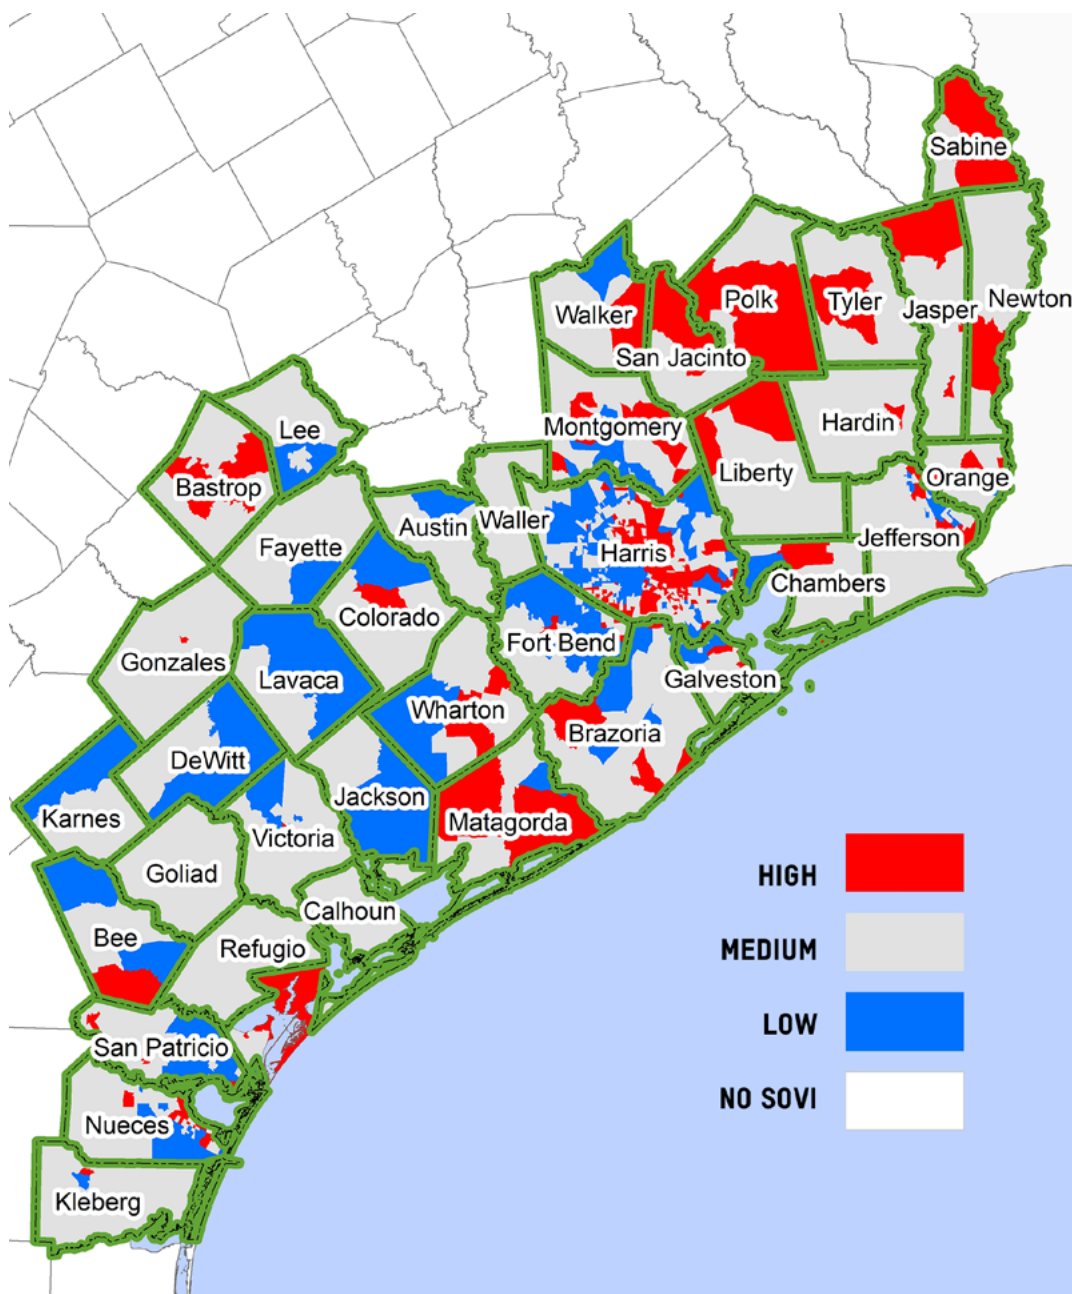 Sabine
Polk
Tyler
Jasper
Newton
Walker
San Jacinto
Montgomery
Hardin
Lee
Liberty
Orange
Bastrop
Austin
Waller
Jefferson
Fayette
Harris
Chambers
Colorado
Fort Bend
Gonzales
Lavaca
Galveston
Wharton
Brazoria
DeWitt
Jackson
Karnes
Matagorda
Victoria
Goliad
Calhoun
Bee
Refugio
San Patricio
Nueces
Kleberg
HIGH
MEDIUM
LOW
NO SOVI